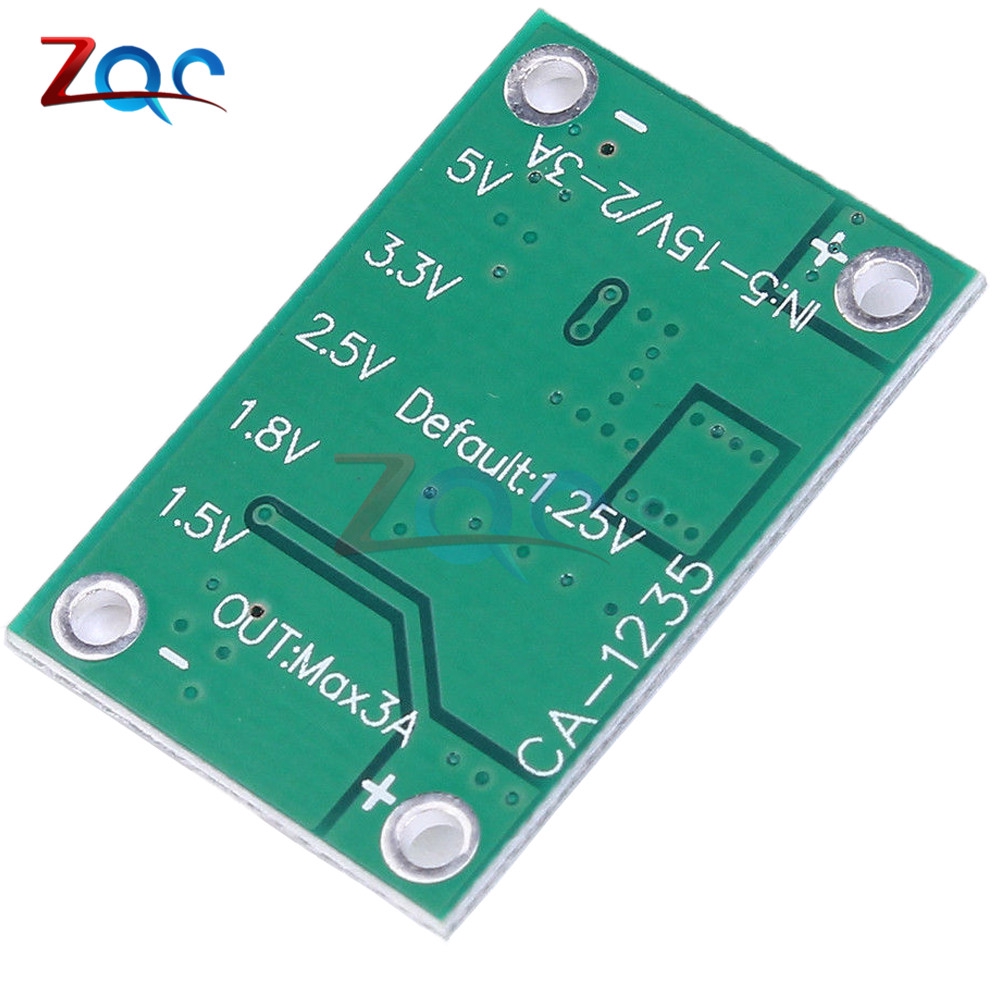 ZQC
-
IN:5-15V/2-3A
+
5V
3.3V
2.5V
1.8V
1.5V
Default:1.25V
ZQC
CA-1235
-
OUT:Max3A
+